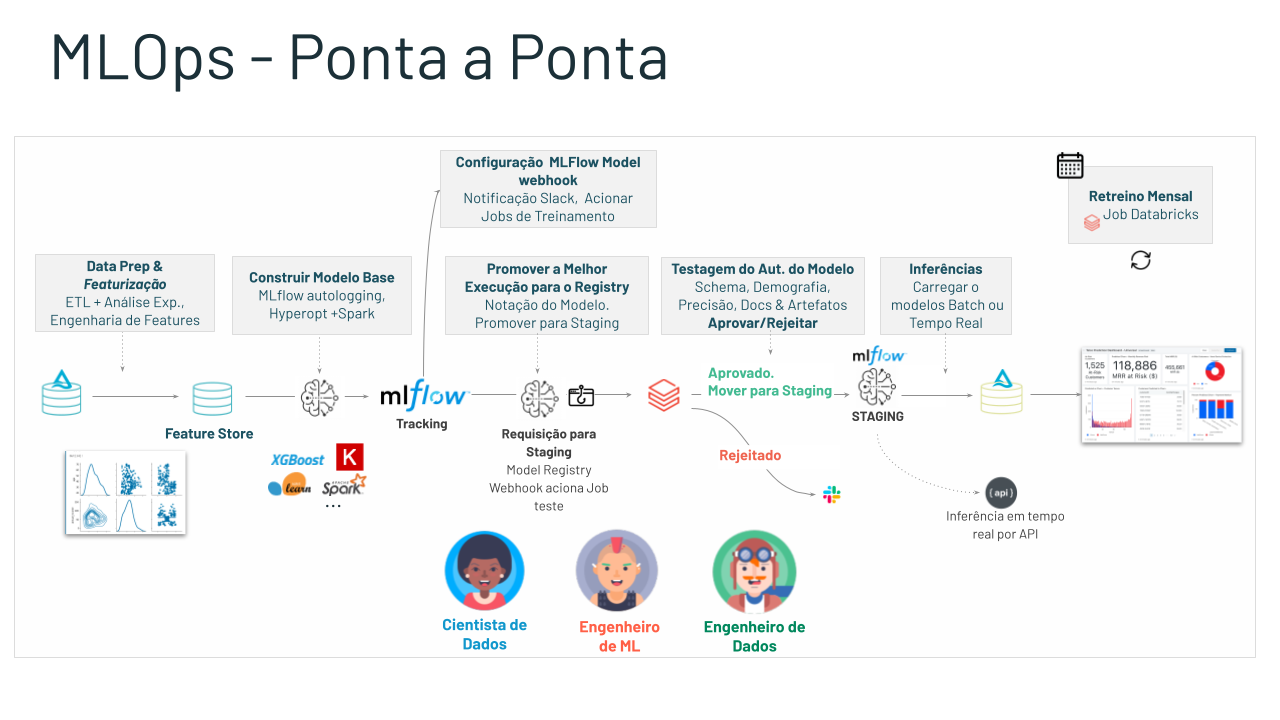 MLOps - Ponta a Ponta
Configuração MLFlow Model
webhook
Notificação Slack, Acionar
Jobs de Treinamento
Retreino Mensal
Job Databricks
Data Prep &
Featurização
ETL + Análise Exp.,
Engenharia de Features
Construir Modelo Base
MLflow autologging,
Hyperopt +Spark
Promover a Melhor
Execução para o Registry
Notação do Modelo.
Promover para Staging
Testagem do Aut. do Modelo
Schema, Demografia,
Precisão, Docs & Artefatos
Aprovar/Rejeitar
Inferências
Carregar o
modelos Batch ou
Tempo Real
mlflow
Tracking
Aprovado.
Mover para Staging
mlflow
STAGING
1,525
118,886
MRR at Risk ($)
Feature Store
XGBoost
K
learn
APACHE
Spark
...
Requisição para
Staging
Model Registry
Webhook aciona Job
teste
Rejeitado
{api}
Inferência em tempo
real por API
Cientista de
Dados
Engenheiro
de ML
Engenheiro de
Dados